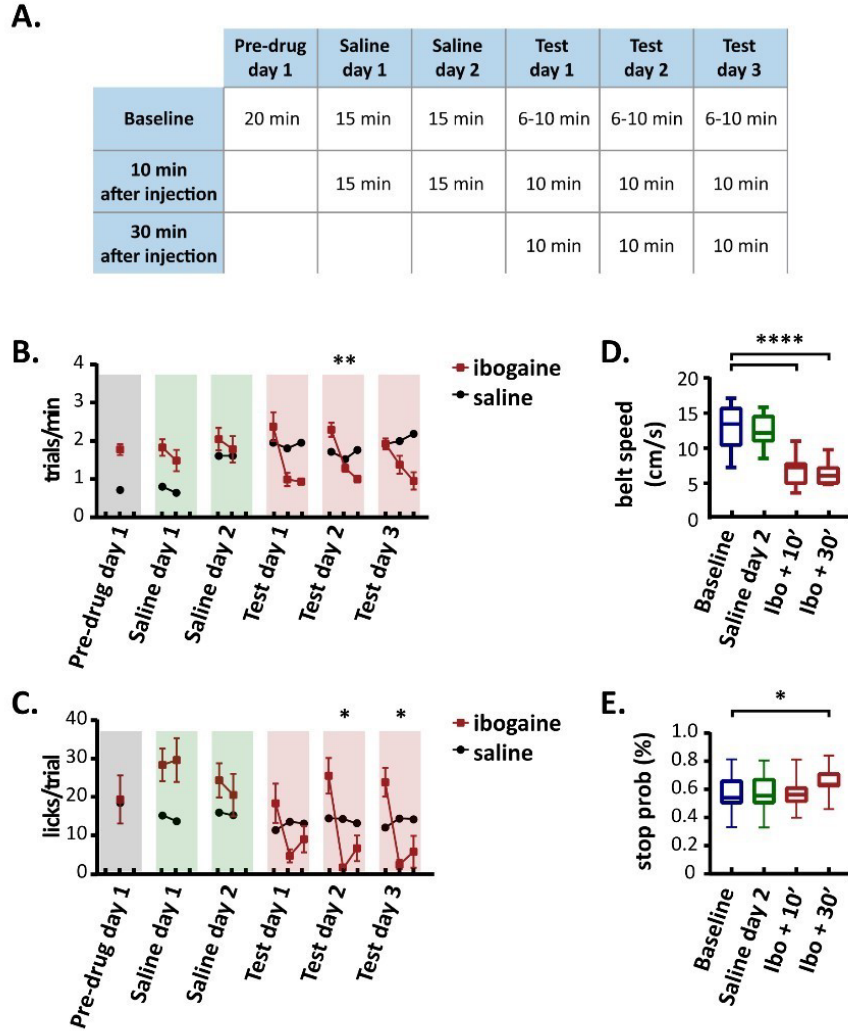 A.
Pre-drug day 1 Saline day 1 Saline day 2 Test day 1 Test day 2 Test day 3
Baseline 20 min 15 min 15 min 6-10 min 6-10 min 6-10 min
10 min after injection 15 min 15 min 10 min 10 min 10 min
30 min after injection 10 min 10 min 10 min
B.
**
4
3
2
1
0
trials/min
ibogaine
saline
Pre-drug day 1
Saline day 1
Saline day 2
Test day 1
Test day 2
Test day 3
D.
****
20
15
10
5
0
belt speed
(cm/s)
Baseline
Saline day 2
Ibo + 10'
Ibo + 30'
C.
* *
40
30
20
10
0
licks/trial
ibogaine
saline
Pre-drug day 1
Saline day 1
Saline day 2
Test day 1
Test day 2
Test day 3
E.
*
1.0
0.8
0.6
0.4
0.2
0
stop prob (%)
Baseline
Saline day 2
Ibo + 10'
Ibo + 30'